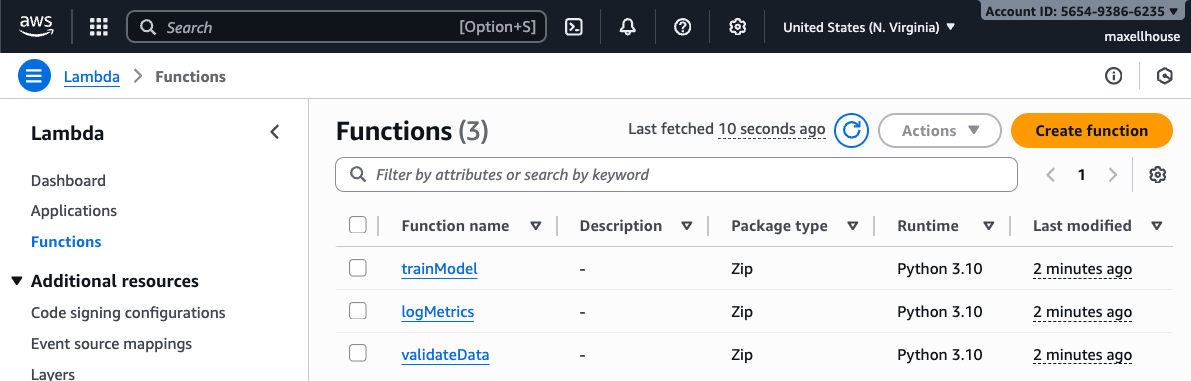 aws Search [Option+S] United States (N. Virginia) Account ID: 5654-9386-6235
maxellhouse
Lambda Functions
Lambda
Dashboard
Applications
Functions
Additional resources
Code signing configurations
Event source mappings
Layers
Functions (3) Last fetched 10 seconds ago Actions Create function
Filter by attributes or search by keyword 1
Function name Description Package type Runtime Last modified
trainModel - Zip Python 3.10 2 minutes ago
logMetrics - Zip Python 3.10 2 minutes ago
validateData - Zip Python 3.10 2 minutes ago